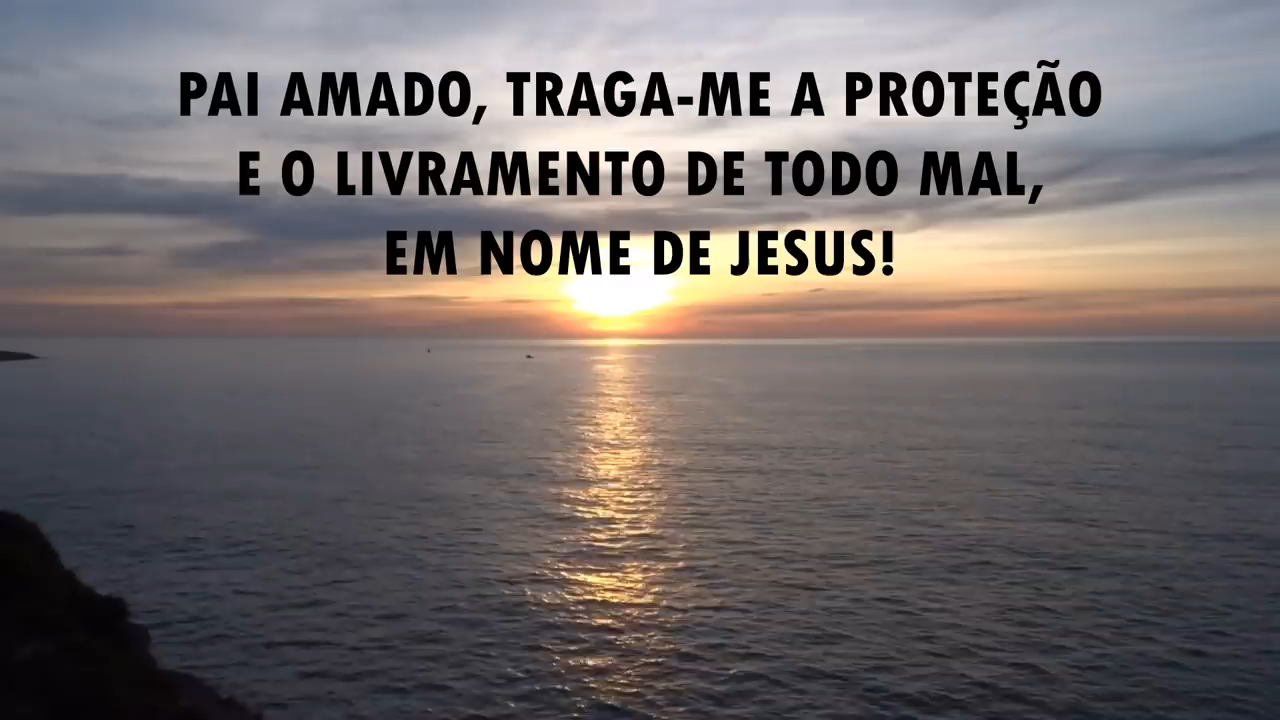 PAI AMADO, TRAGA-ME A PROTEÇÃO
E O LIVRAMENTO DE TODO MAL,
EM NOME DE JESUS!